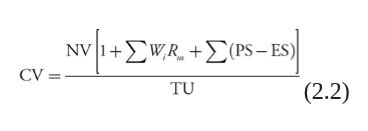 CV = NV[1 + ∑WᵢRₘ + ∑(PS – ES)] / TU (2.2)